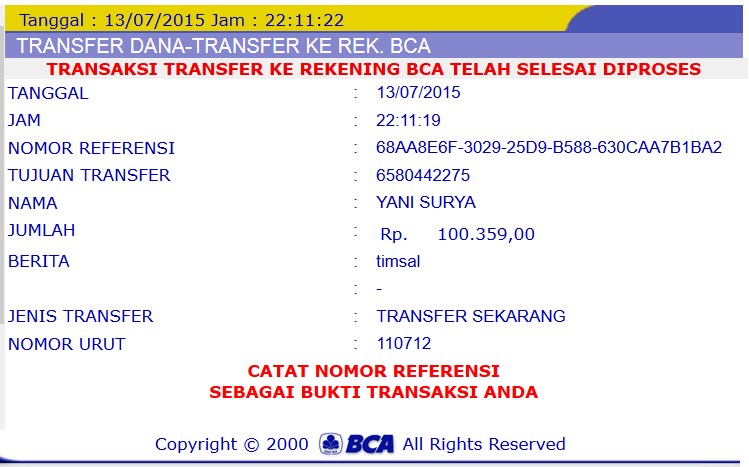 Tanggal : 13/07/2015 Jam : 22:11:22
TRANSFER DANA-TRANSFER KE REK. BCA
TRANSAKSI TRANSFER KE REKENING BCA TELAH SELESAI DIPROSES
TANGGAL : 13/07/2015
JAM : 22:11:19
NOMOR REFERENSI : 68AA8E6F-3029-25D9-B588-630CAA7B1BA2
TUJUAN TRANSFER : 6580442275
NAMA : YANI SURYA
JUMLAH : Rp. 100.359,00
BERITA : timsal
: -
JENIS TRANSFER : TRANSFER SEKARANG
NOMOR URUT : 110712
CATAT NOMOR REFERENSI
SEBAGAI BUKTI TRANSAKSI ANDA
Copyright © 2000 BCA All Rights Reserved